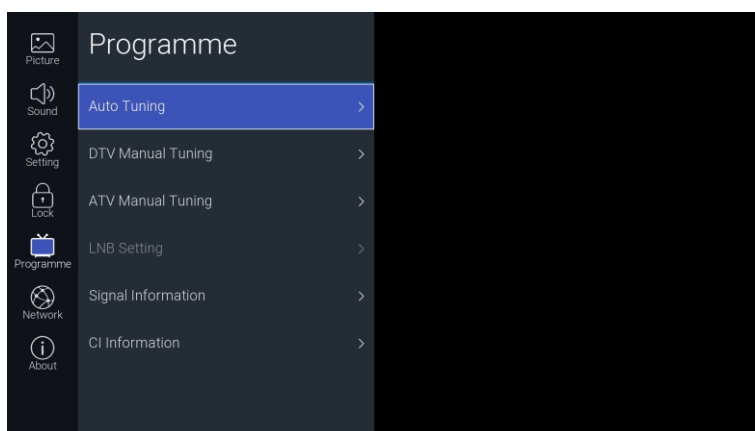 Picture
Sound
Setting
Lock
Programme
Network
About
Programme
Auto Tuning
DTV Manual Tuning
ATV Manual Tuning
LNB Setting
Signal Information
CI Information